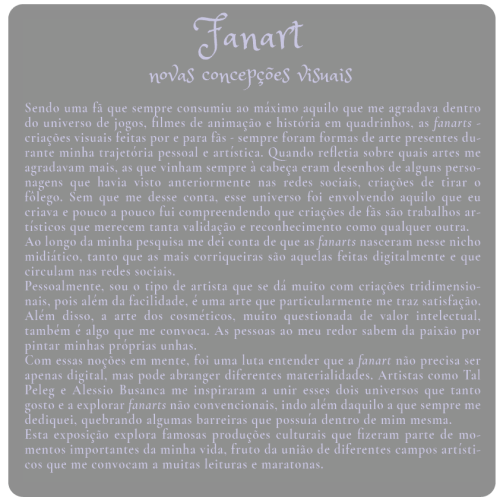 Fanart
novas concepções visuais
Sendo uma fã que sempre consumiu ao máximo aquilo que me agradava dentro
do universo de jogos, filmes de animação e história em quadrinhos, as fanarts -
criações visuais feitas por e para fãs - sempre foram formas de arte presentes du-
rante minha trajetória pessoal e artística. Quando refletia sobre quais artes me
agradavam mais, as que vinham sempre à cabeça eram desenhos de alguns perso-
nagens que havia visto anteriormente nas redes sociais, criações de tirar o
fôlego. Sem que me desse conta, esse universo foi envolvendo aquilo que eu
criava e pouco a pouco fui compreendendo que criações de fãs são trabalhos ar-
tísticos que merecem tanta validação e reconhecimento como qualquer outra.
Ao longo da minha pesquisa me dei conta de que as fanarts nasceram nesse nicho
midiático, tanto que as mais corriqueiras são aquelas feitas digitalmente e que
circulam nas redes sociais.
Pessoalmente, sou o tipo de artista que se dá muito com criações tridimensio-
nais, pois além da facilidade, é uma arte que particularmente me traz satisfação.
Além disso, a arte dos cosméticos, muito questionada de valor intelectual,
também é algo que me convoca. As pessoas ao meu redor sabem da paixão por
pintar minhas próprias unhas.
Com essas noções em mente, foi uma luta entender que a fanart não precisa ser
apenas digital, mas pode abranger diferentes materialidades. Artistas como Tal
Peleg e Alessio Busanca me inspiraram a unir esses dois universos que tanto
gosto e a explorar fanarts não convencionais, indo além daquilo a que sempre me
dediquei, quebrando algumas barreiras que possuía dentro de mim mesma.
Esta exposição explora famosas produções culturais que fizeram parte de mo-
mentos importantes da minha vida, fruto da união de diferentes campos artísti-
cos que me convocam a muitas leituras e maratonas.